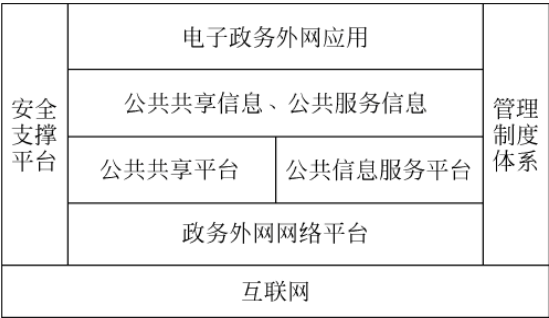 电子政务外网应用
公共共享信息、公共服务信息
安全
支撑
平台
管理
制度
体系
公共共享平台
公共信息服务平台
政务外网网络平台
互联网